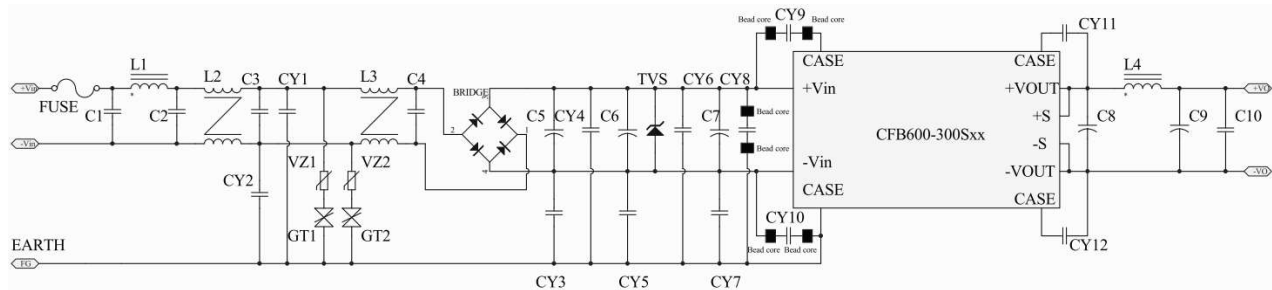 CY9
Bead core
Bead core
CY11
CASE
CASE
L1
L2
C3
CY1
L3
C4
TVS
CY6
CY8
L4
+Vin
FUSE
BRIDGE
3
+Vin
+VOUT
+VO
C1
C2
C5
CY4
C6
C7
Bead core
+S
C8
C9
C10
2
1
CFB600-300Sxx
-S
-Vin
Bead core
VZ1
VZ2
4
-Vin
-VOUT
-VO
CY2
CASE
CASE
CY10
GT1
GT2
Bead core
Bead core
CY12
EARTH
FG
CY3
CY5
CY7